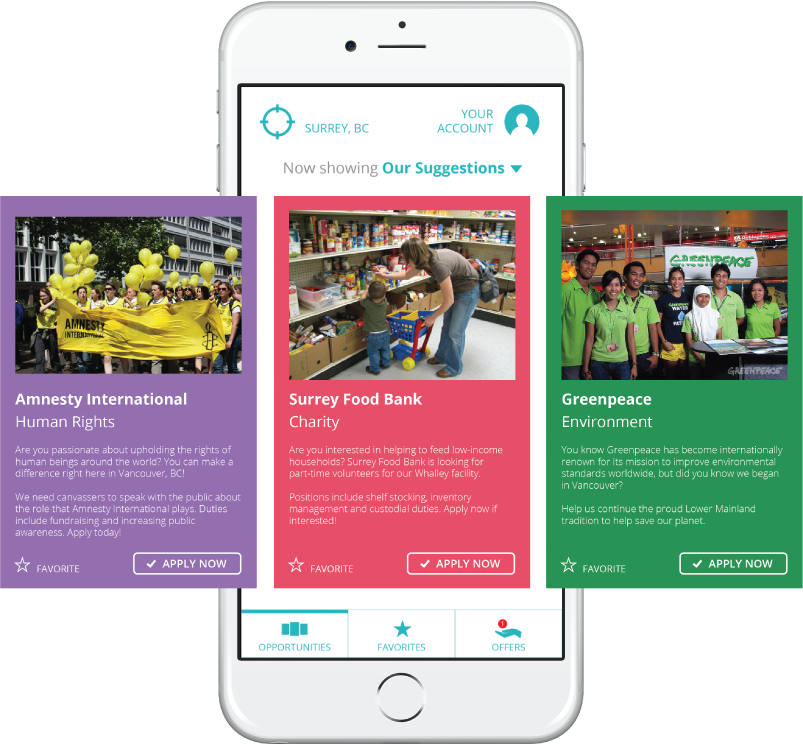 YOUR
ACCOUNT
SURREY, BC
Now showing Our Suggestions
AMNESTY
INTERNATIONAL
Amnesty International
Human Rights
Are you passionate about upholding the rights of
human beings around the world? You can make a
difference right here in Vancouver, BC!
We need canvassers to speak with the public about
the role that Amnesty International plays. Duties
include fundraising and increasing public
awareness. Apply today!
FAVORITE
APPLY NOW
Surrey Food Bank
Charity
Are you interested in helping to feed low-income
households? Surrey Food Bank is looking for
part-time volunteers for our Whalley facility.
Positions include shelf stocking, inventory
management and custodial duties. Apply now if
interested!
FAVORITE
APPLY NOW
GREENPEACE
GREENPEACE
Greenpeace
Environment
You know Greenpeace has become internationally
renown for its mission to improve environmental
standards worldwide, but did you know we began
in Vancouver?
Help us continue the proud Lower Mainland
tradition to help save our planet.
FAVORITE
APPLY NOW
OPPORTUNITIES
FAVORITES
1
OFFERS